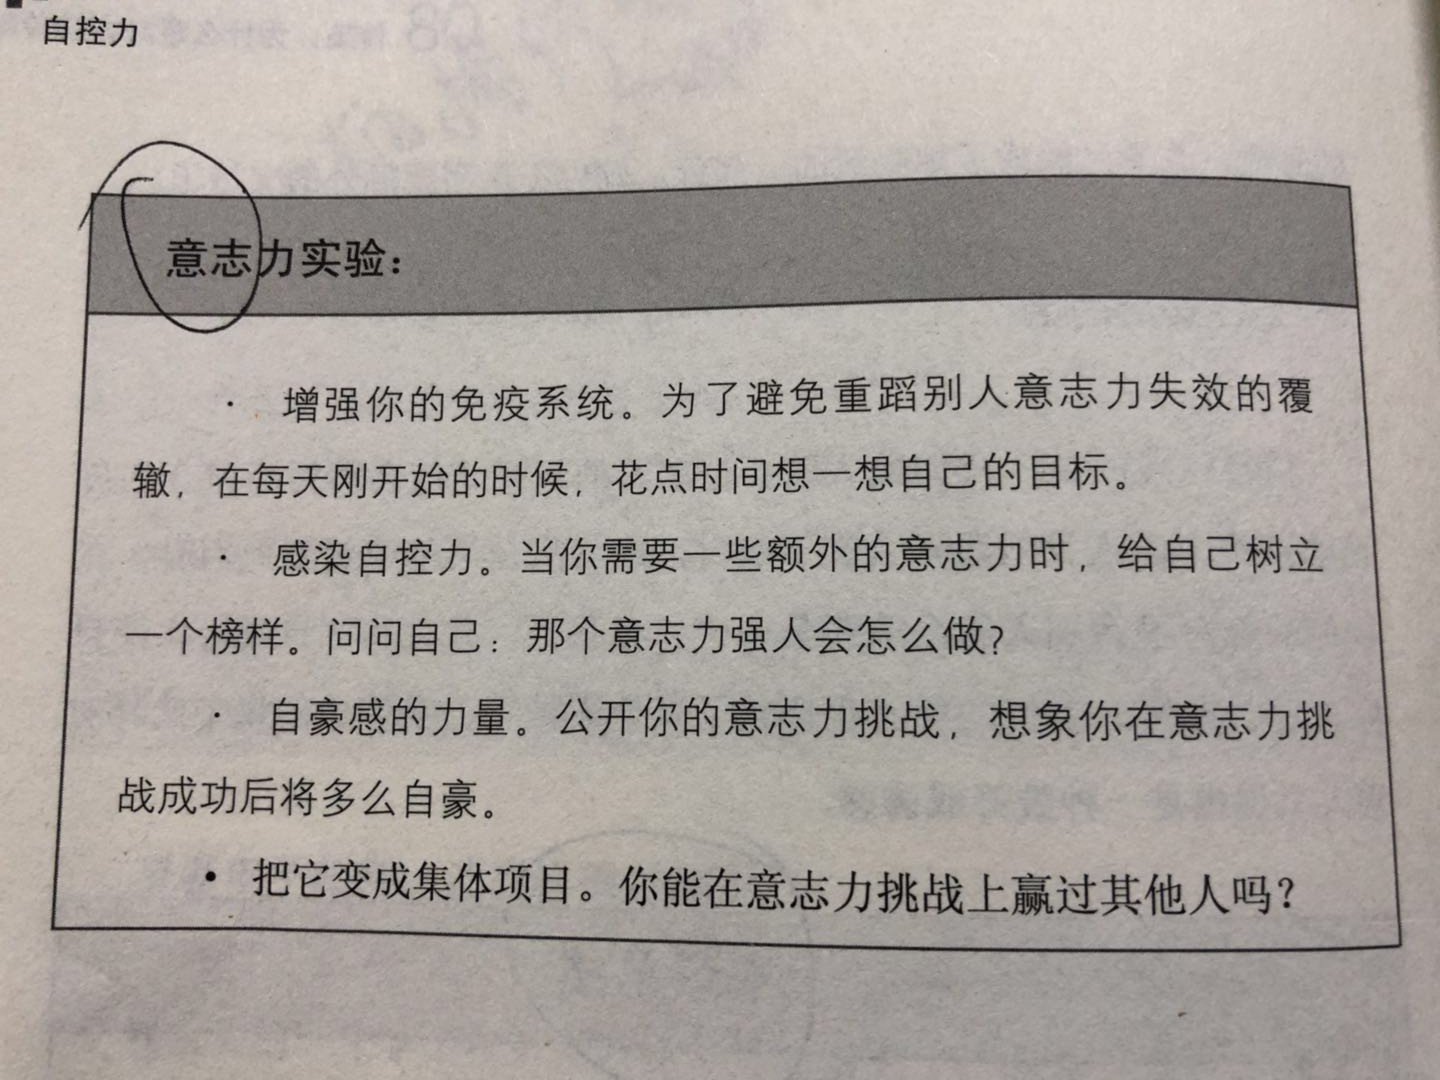 自控力
意志力实验：
· 增强你的免疫系统。为了避免重蹈别人意志力失效的覆
辙，在每天刚开始的时候，花点时间想一想自己的目标。
· 感染自控力。当你需要一些额外的意志力时，给自己树立
一个榜样。问问自己：那个意志力强人会怎么做？
· 自豪感的力量。公开你的意志力挑战，想象你在意志力挑
战成功后将多么自豪。
• 把它变成集体项目。你能在意志力挑战上赢过其他人吗？